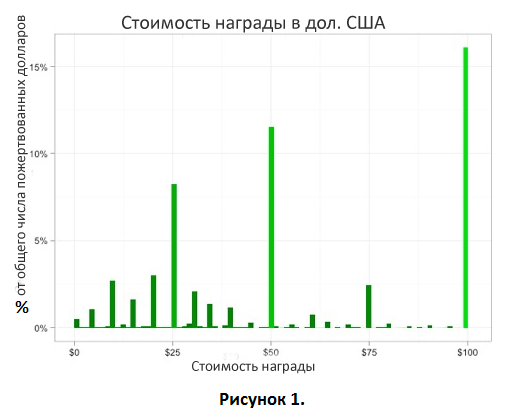 Стоимость награды в дол. США
% от общего числа пожертвованных долларов
15%
10%
5%
0%
$0 $25 $50 $75 $100
Стоимость награды
Рисунок 1.